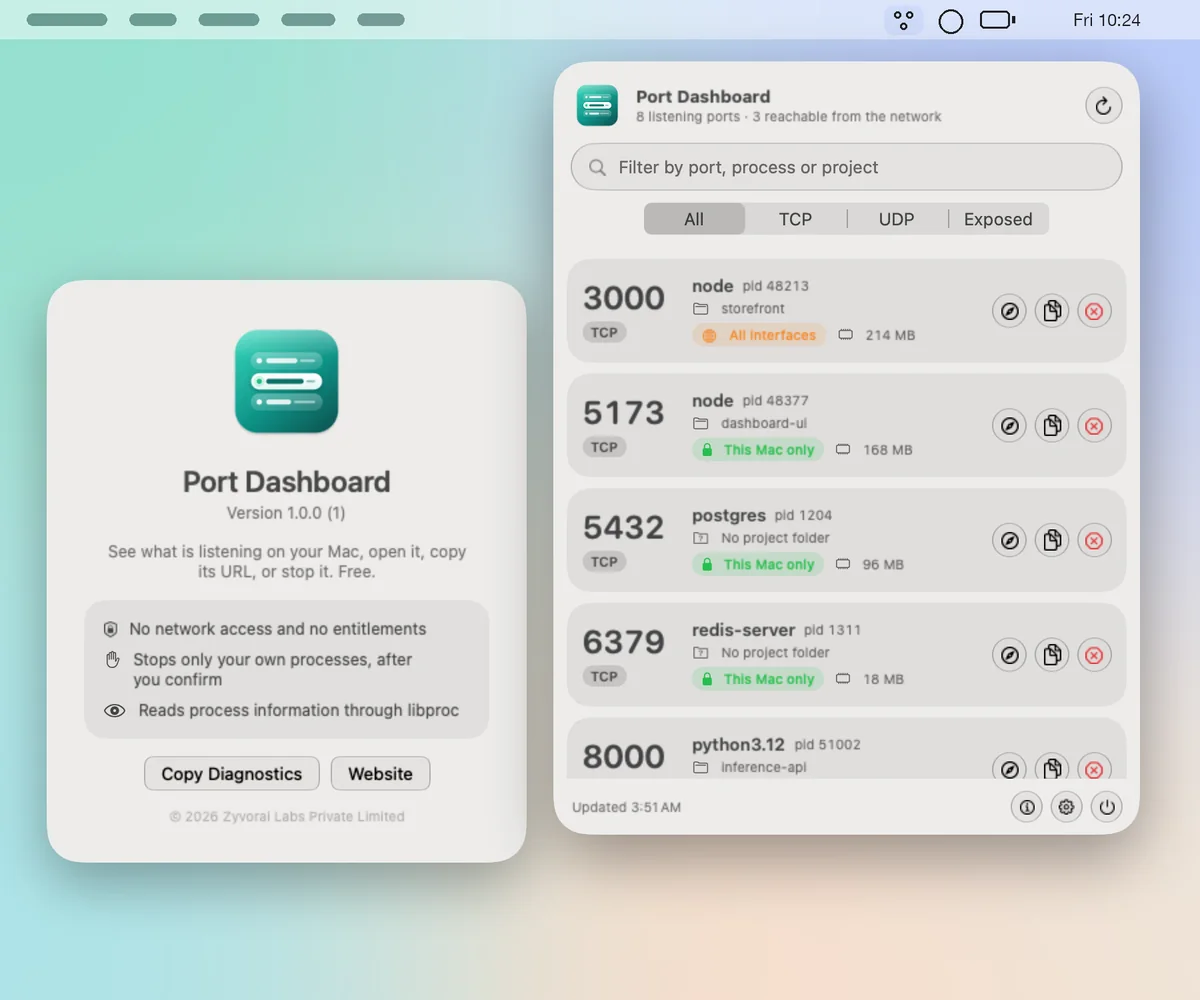 Fri 10:24
Port Dashboard
8 listening ports · 3 reachable from the network
Filter by port, process or project
All
TCP
UDP
Exposed
3000
TCP
node pid 48213
storefront
All interfaces
214 MB
5173
TCP
node pid 48377
dashboard-ui
This Mac only
168 MB
5432
TCP
postgres pid 1204
No project folder
This Mac only
96 MB
6379
TCP
redis-server pid 1311
No project folder
This Mac only
18 MB
8000
python3.12 pid 51002
inference-api
Updated 3:51 AM
Port Dashboard
Version 1.0.0 (1)
See what is listening on your Mac, open it, copy
its URL, or stop it. Free.
No network access and no entitlements
Stops only your own processes, after
you confirm
Reads process information through libproc
Copy Diagnostics
Website
© 2026 Zyvoral Labs Private Limited